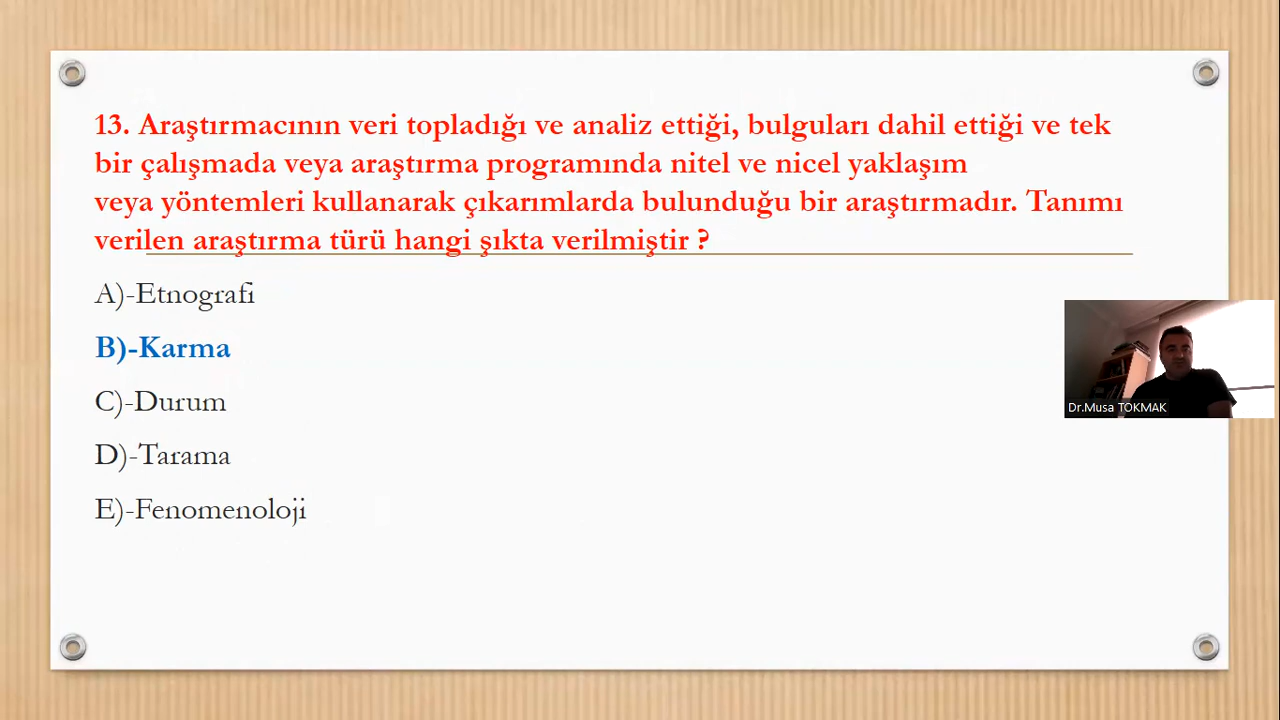 13. Araştırmacının veri topladığı ve analiz ettiği, bulguları dahil ettiği ve tek
bir çalışmada veya araştırma programında nitel ve nicel yaklaşım
veya yöntemleri kullanarak çıkarımlarda bulunduğu bir araştırmadır. Tanımı
verilen araştırma türü hangi şıkta verilmiştir ?
A)-Etnografi
B)-Karma
C)-Durum
D)-Tarama
E)-Fenomenoloji
Dr.Musa TOKMAK